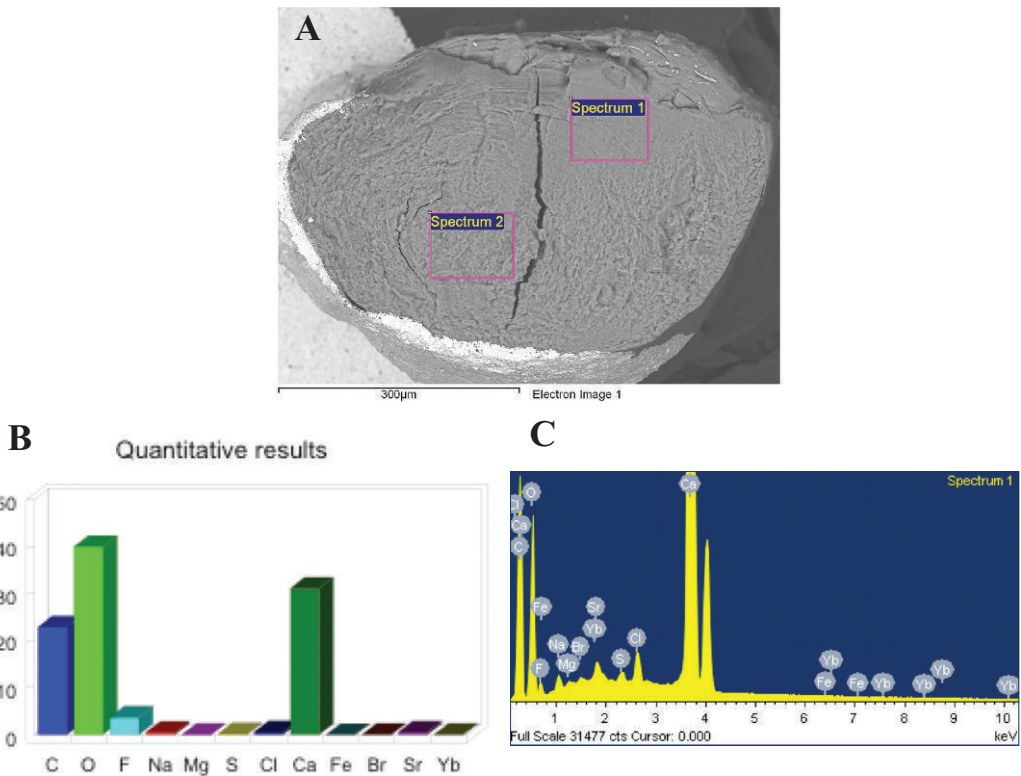 A
Spectrum 1
Spectrum 2
300µm
Electron Image 1
B
Quantitative results
50
40
30
20
10
0
C O F Na Mg S Cl Ca Fe Br Sr Yb
C
Spectrum 1
Cl
O
Ca
Ca
C
Fe
F
Na
Mg
Br
Sr
Yb
S
Cl
Yb
Fe
Fe
Yb
Yb
Yb
Yb
1 2 3 4 5 6 7 8 9 10
Full Scale 31477 cts Cursor: 0.000
keV